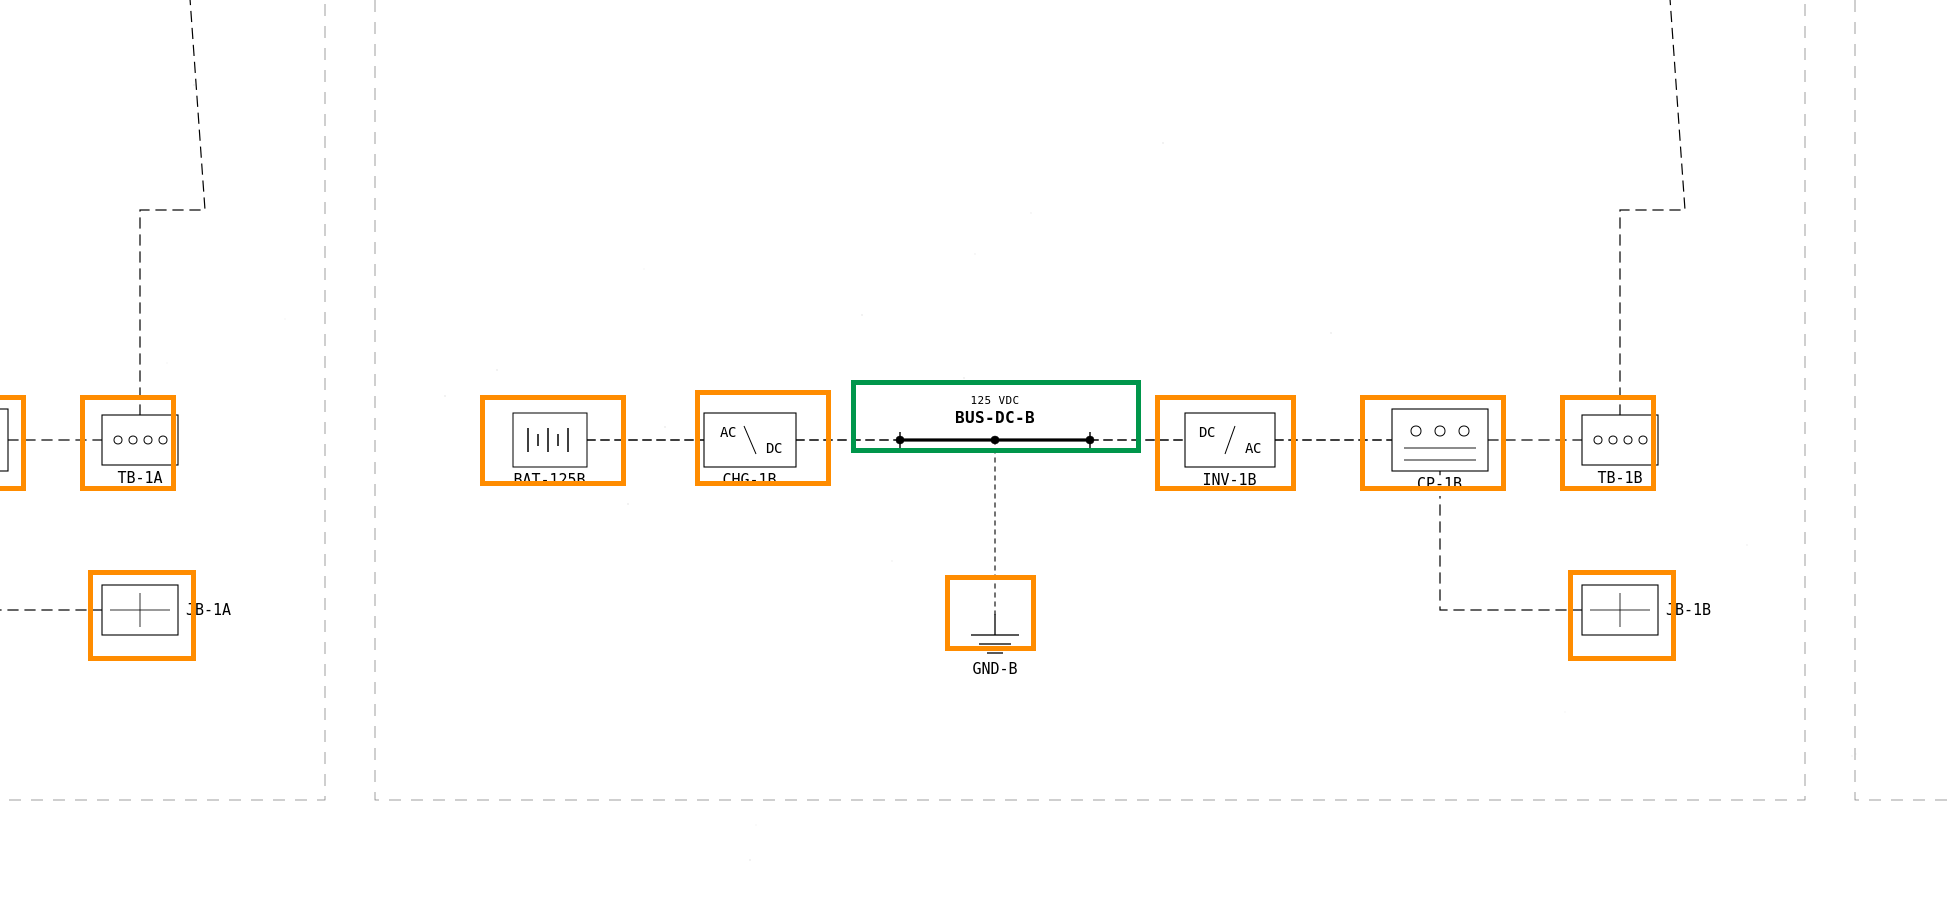 125 VDC
BUS-DC-B
AC
DC
DC
AC
TB-1A
BAT-125B
CHG-1B
INV-1B
CP-1B
TB-1B
JB-1A
JB-1B
GND-B